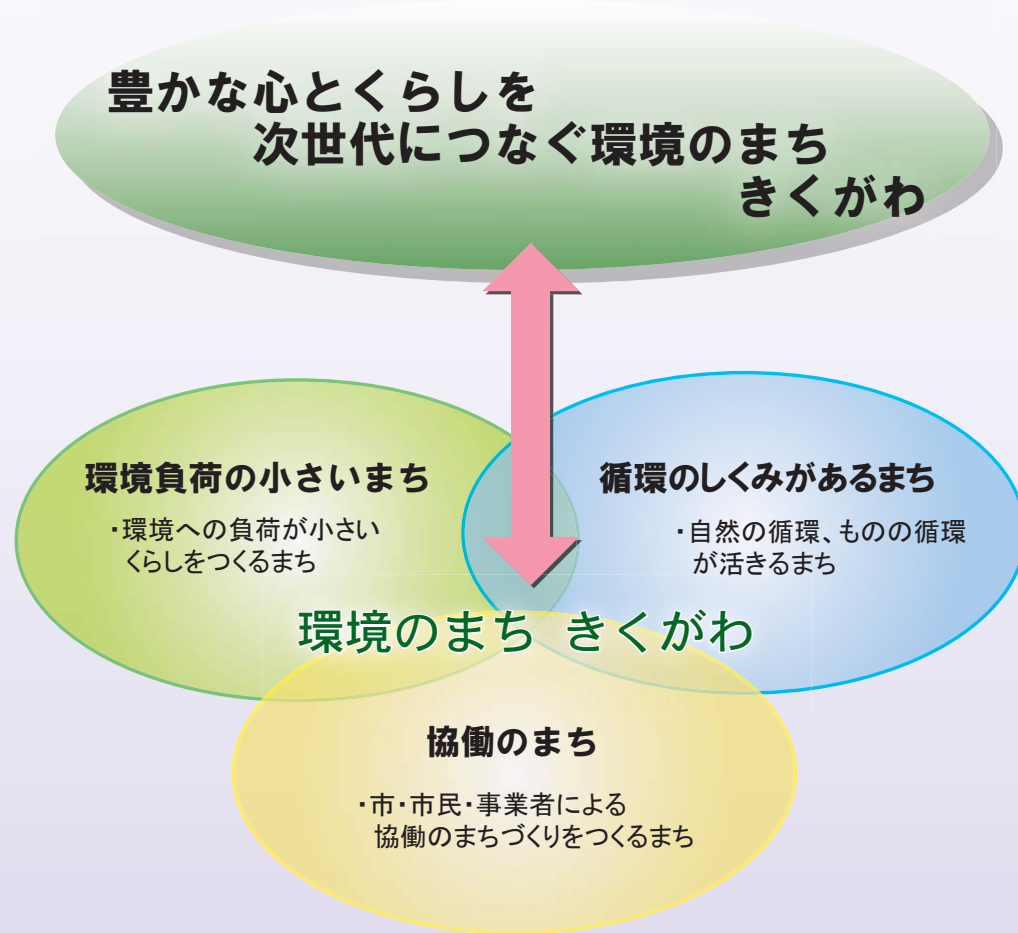 豊かな心とくらしを
次世代につなぐ環境のまち
きくがわ
環境負荷の小さいまち
・環境への負荷が小さい
くらしをつくるまち
循環のしくみがあるまち
・自然の循環、ものの循環
が活きるまち
環境のまち きくがわ
協働のまち
・市・市民・事業者による
協働のまちづくりをつくるまち